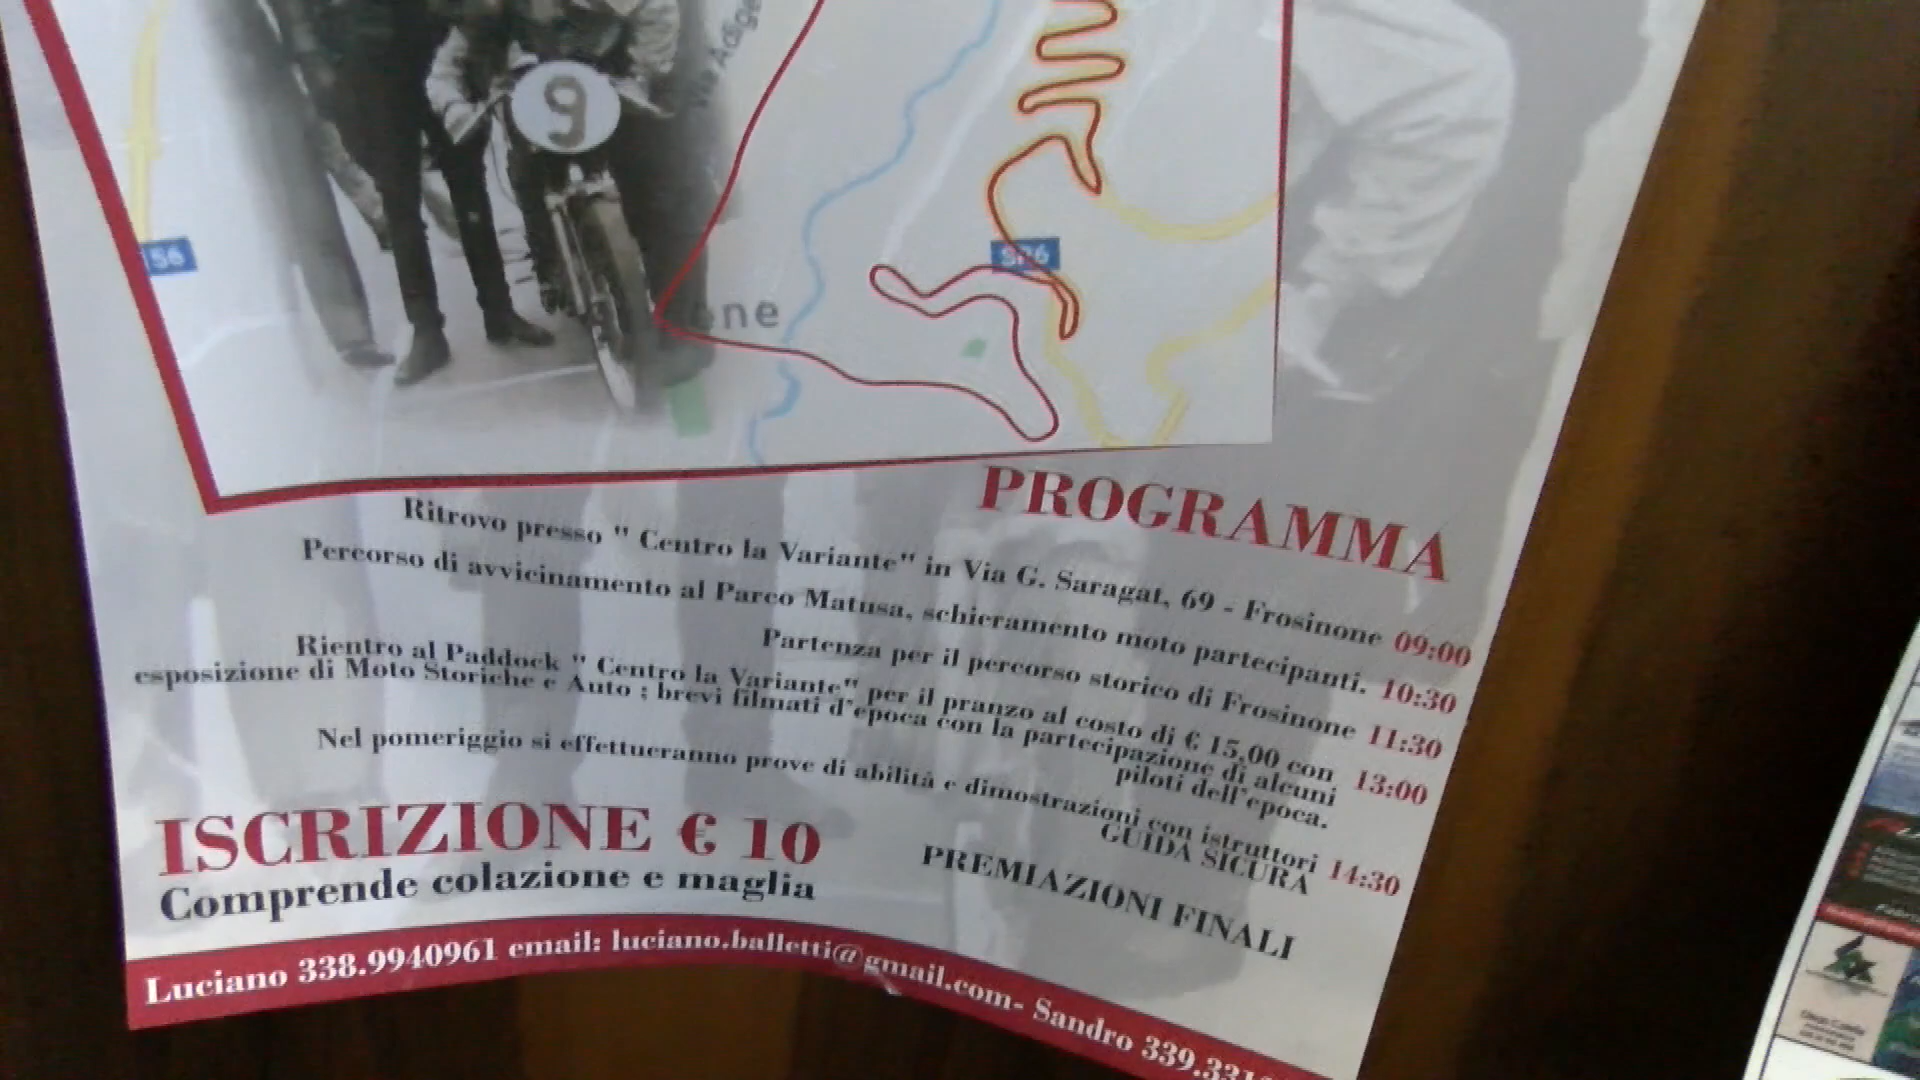 Via Adige
9
156
SR6
one
PROGRAMMA
Ritrovo presso " Centro la Variante" in Via G. Saragat, 69 - Frosinone 09:00
Percorso di avvicinamento al Parco Matusa, schieramento moto partecipanti. 10:30
Partenza per il percorso storico di Frosinone 11:30
Rientro al Paddock " Centro la Variante" per il pranzo al costo di € 15,00 con
esposizione di Moto Storiche e Auto ; brevi filmati d'epoca con la partecipazione di alcuni 13:00
piloti dell'epoca.
Nel pomeriggio si effettueranno prove di abilità e dimostrazioni con istruttori 14:30
GUIDA SICURA
PREMIAZIONI FINALI
ISCRIZIONE € 10
Comprende colazione e maglia
Luciano 338.9940961 email: luciano.balletti@gmail.com- Sandro 339.331